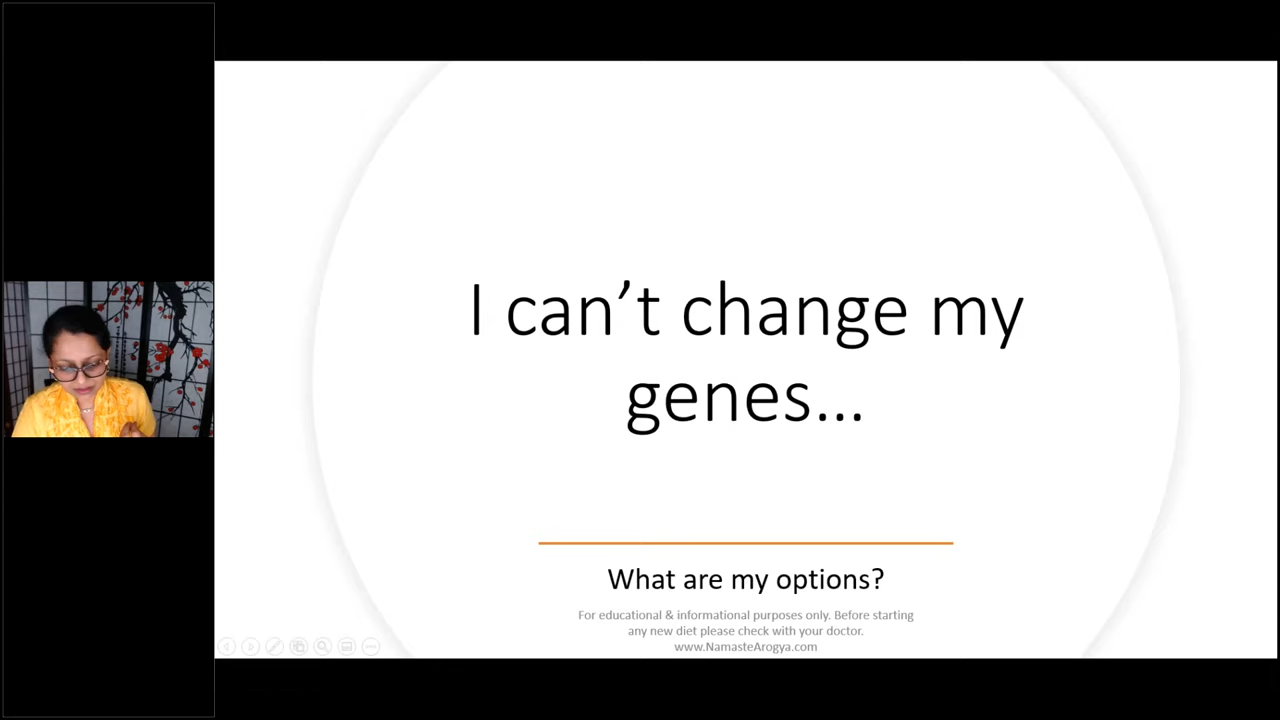 I can’t change my
genes...
What are my options?
For educational & informational purposes only. Before starting
any new diet please check with your doctor.
www.NamasteArogya.com